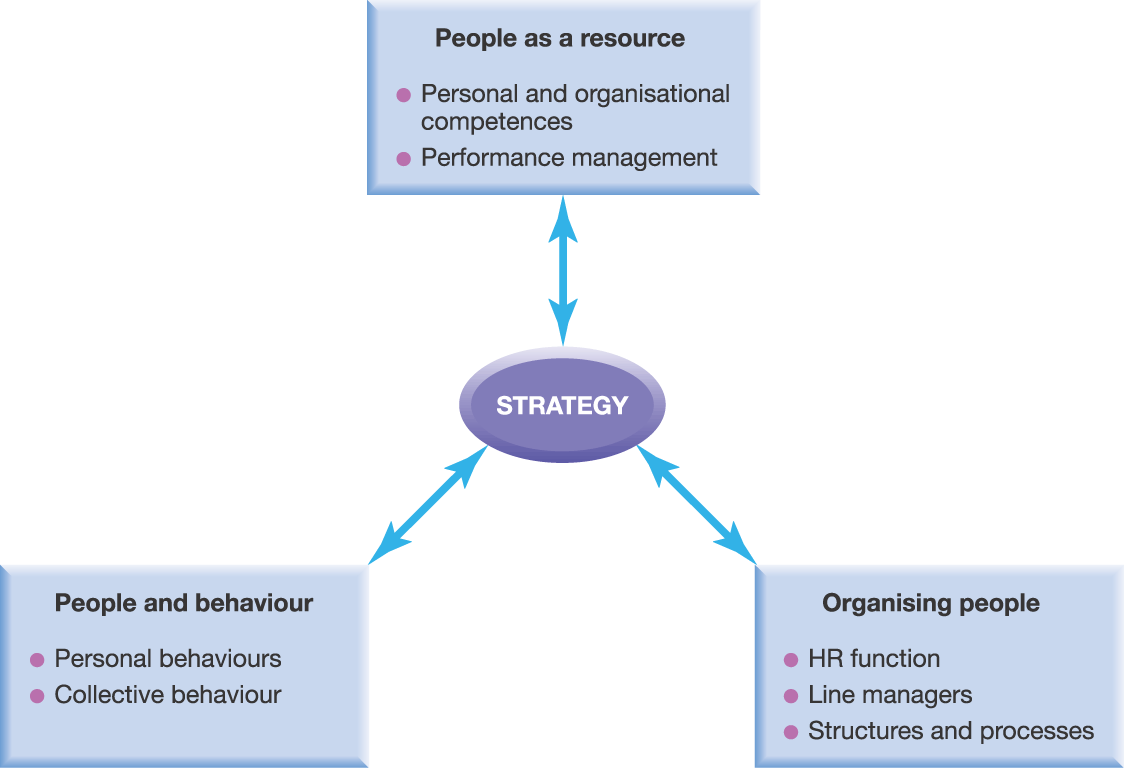 People as a resource
Personal and organisational
competences
Performance management
STRATEGY
People and behaviour
Personal behaviours
Collective behaviour
Organising people
HR function
Line managers
Structures and processes